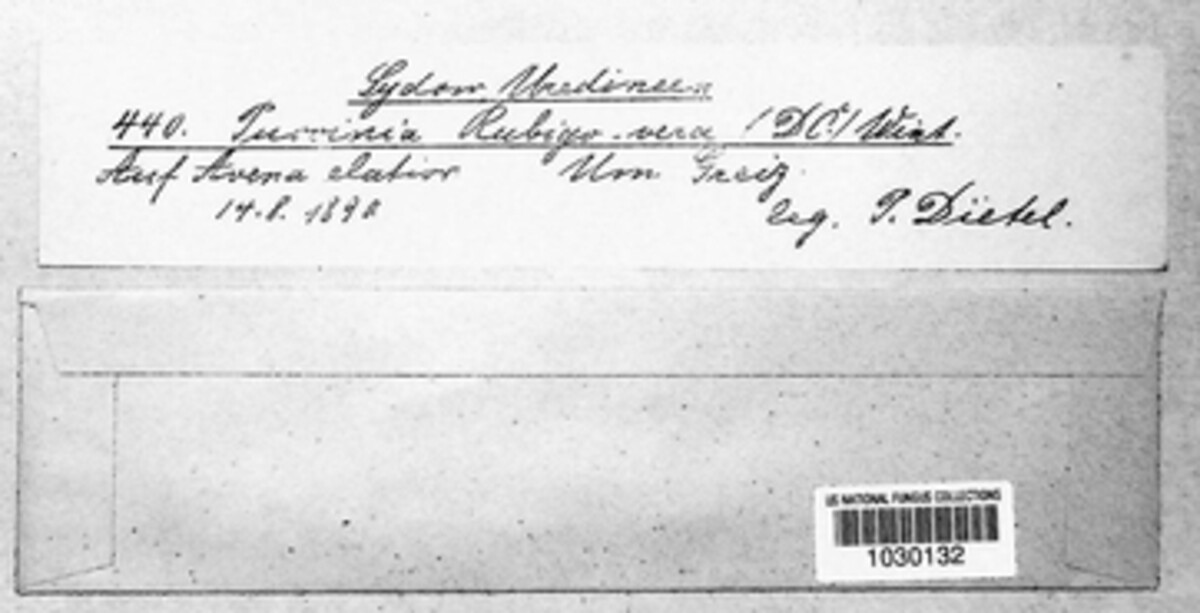 Sydow Uredineen
440. Puccinia Rubigo-vera (DC.) Wint.
Auf Avena elatior Um Greiz.
14.8. 1890
leg. P. Dietel.
US NATIONAL FUNGUS COLLECTIONS
1030132